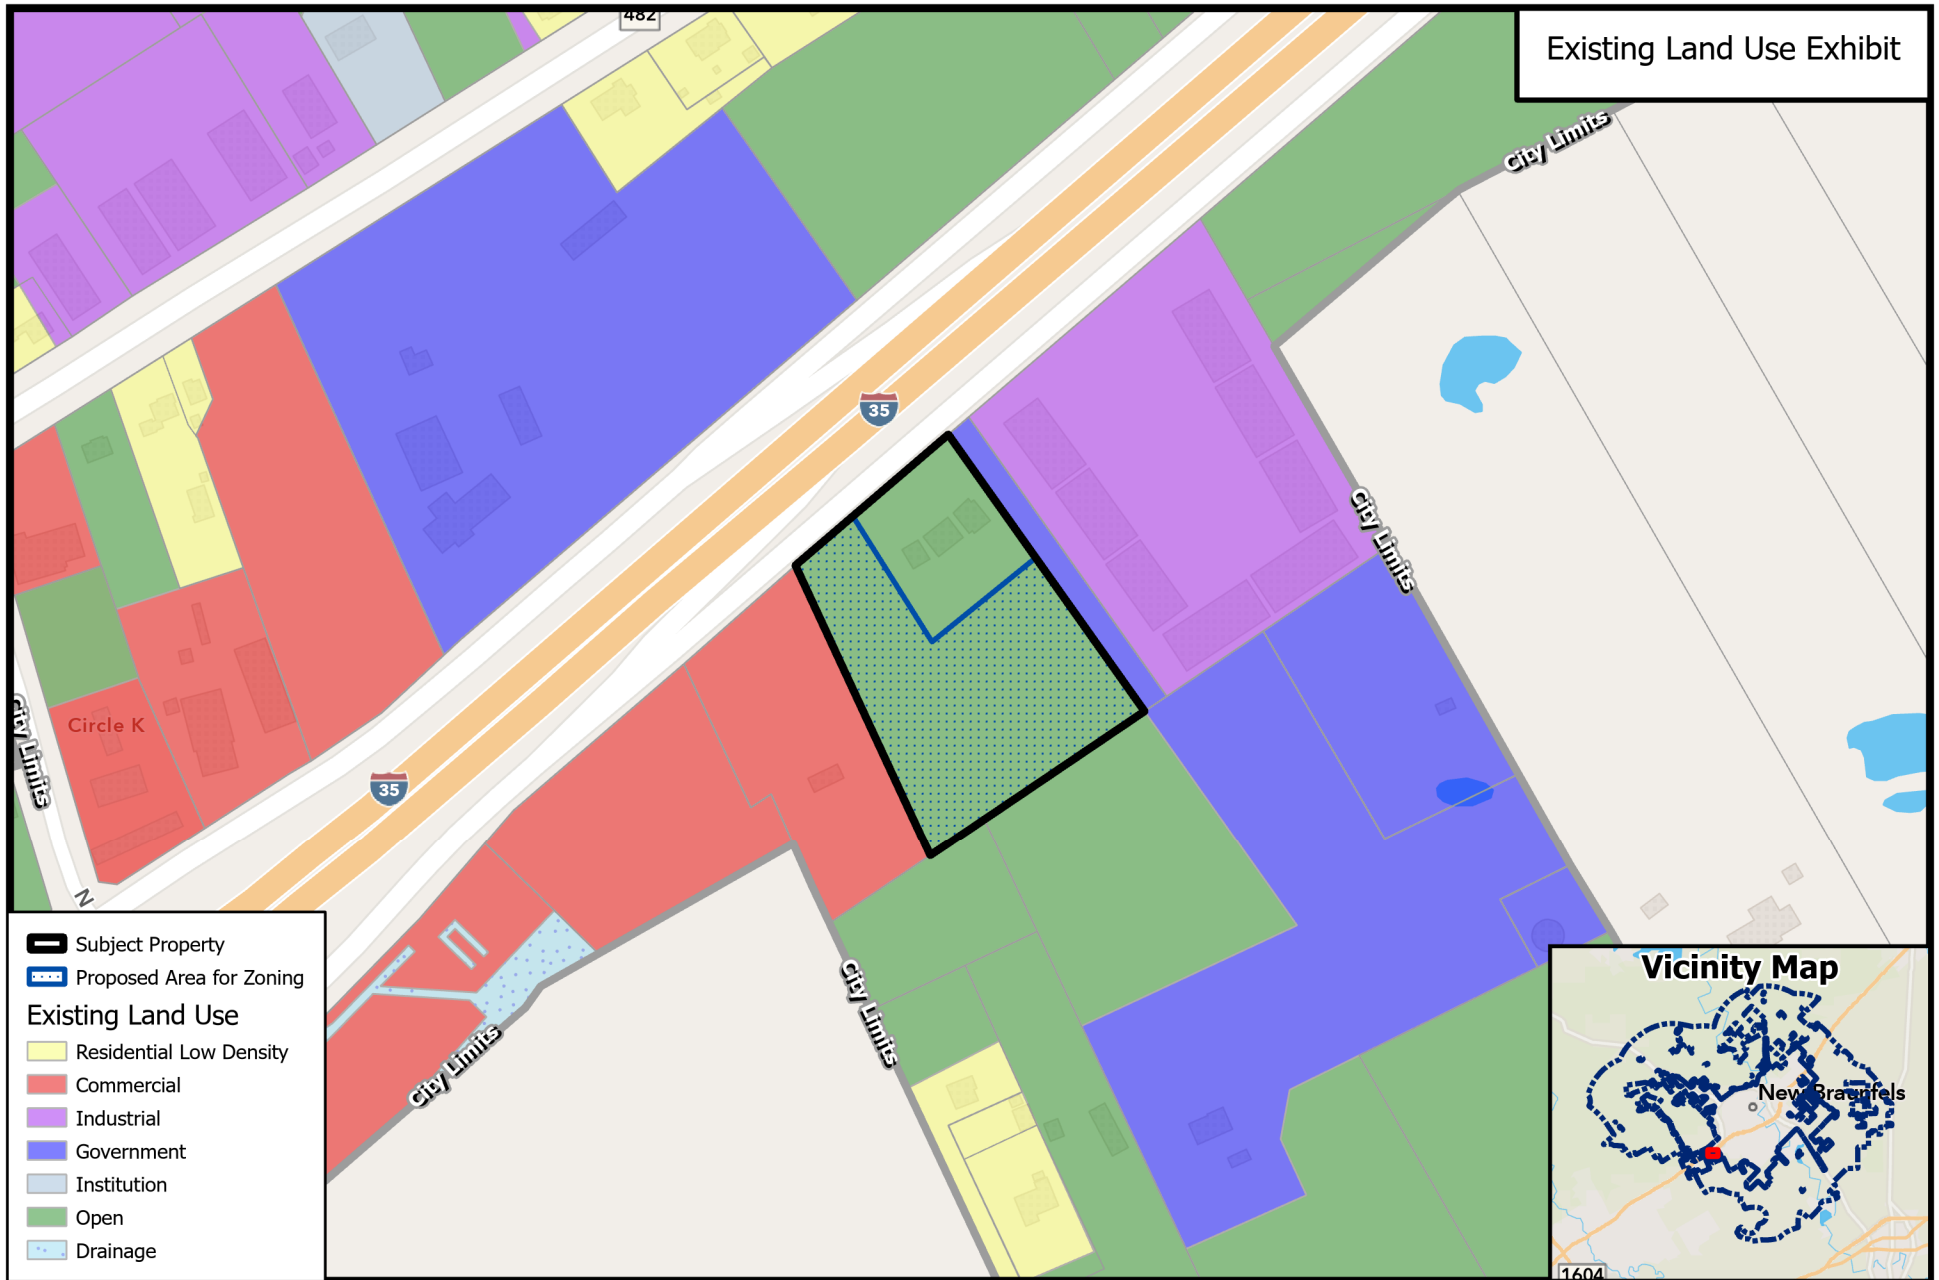 482
Existing Land Use Exhibit
City Limits
35
City Limits
City Limits
Circle K
35
N
City Limits
City Limits
Subject Property
Proposed Area for Zoning
Existing Land Use
Residential Low Density
Commercial
Industrial
Government
Institution
Open
Drainage
Vicinity Map
New Braunfels
1604